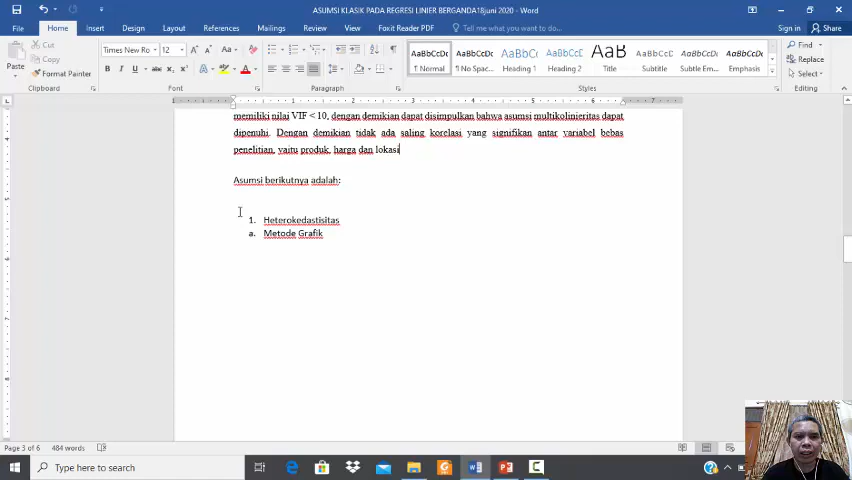 ASUMSI KLASIK PADA REGRESI LINIER BERGANDA18juni 2020 - Word
File Home Insert Design Layout References Mailings Review View Foxit Reader PDF Tell me what you want to do... Sign in Share
Cut
Copy
Paste
Format Painter
Clipboard
Times New Ro 12
Font
Paragraph
AaBbCcDc AaBbCcDc AaBbC AaBbCc AaB AaBbCcD AaBbCcDc AaBbCcDc
¶ Normal ¶ No Spac... Heading 1 Heading 2 Title Subtitle Subtle Em... Emphasis
Styles
Find
Replace
Select
Editing
memiliki nilai VIF < 10, dengan demikian dapat disimpulkan bahwa asumsi multikolinieritas dapat
dipenuhi. Dengan demikian tidak ada saling korelasi yang signifikan antar variabel bebas
penelitian, yaitu produk, harga dan lokasi
Asumsi berikutnya adalah:
1. Heterokedastisitas
a. Metode Grafik
Page 3 of 6 484 words
Type here to search